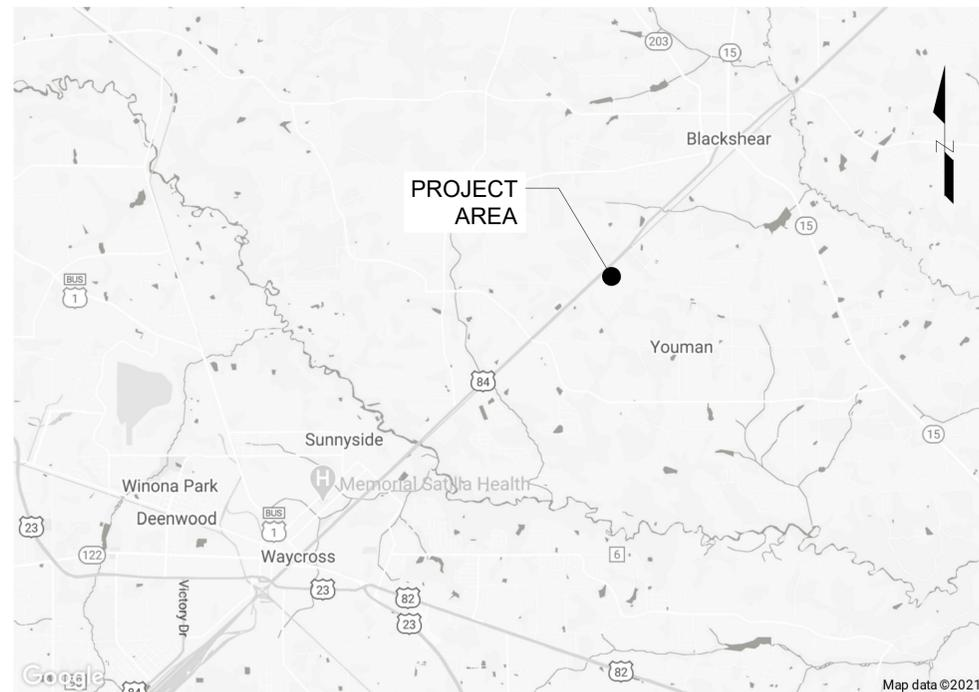 203
15
Blackshear
N
PROJECT
AREA
15
BUS
1
Youman
84
15
Sunnyside
Memorial Satilla Health
H
Winona Park
Deenwood
BUS
1
23
122
Waycross
6
23
82
23
Victory Dr
82
Google
84
Map data ©2021